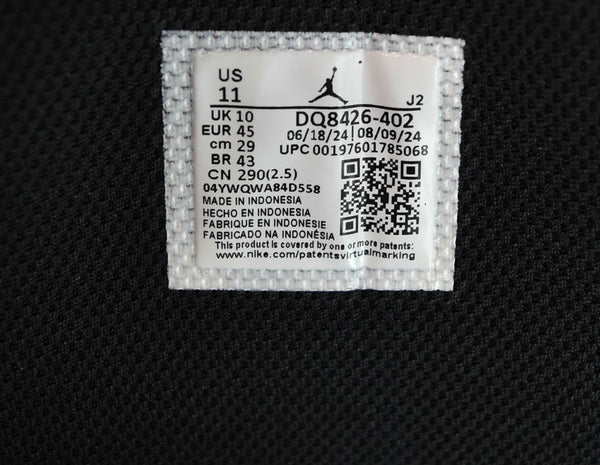 US
11
J2
UK 10
DQ8426-402
EUR 45
06/18/24 08/09/24
cm 29
UPC 00197601785068
BR 43
CN 290(2.5)
04YWQWA84D558
MADE IN INDONESIA
HECHO EN INDONESIA
FABRIQUE EN INDONESIE
FABRICADO NA INDONÉSIA
This product is covered by one or more patents:
www.nike.com/patentsvirtualmarking